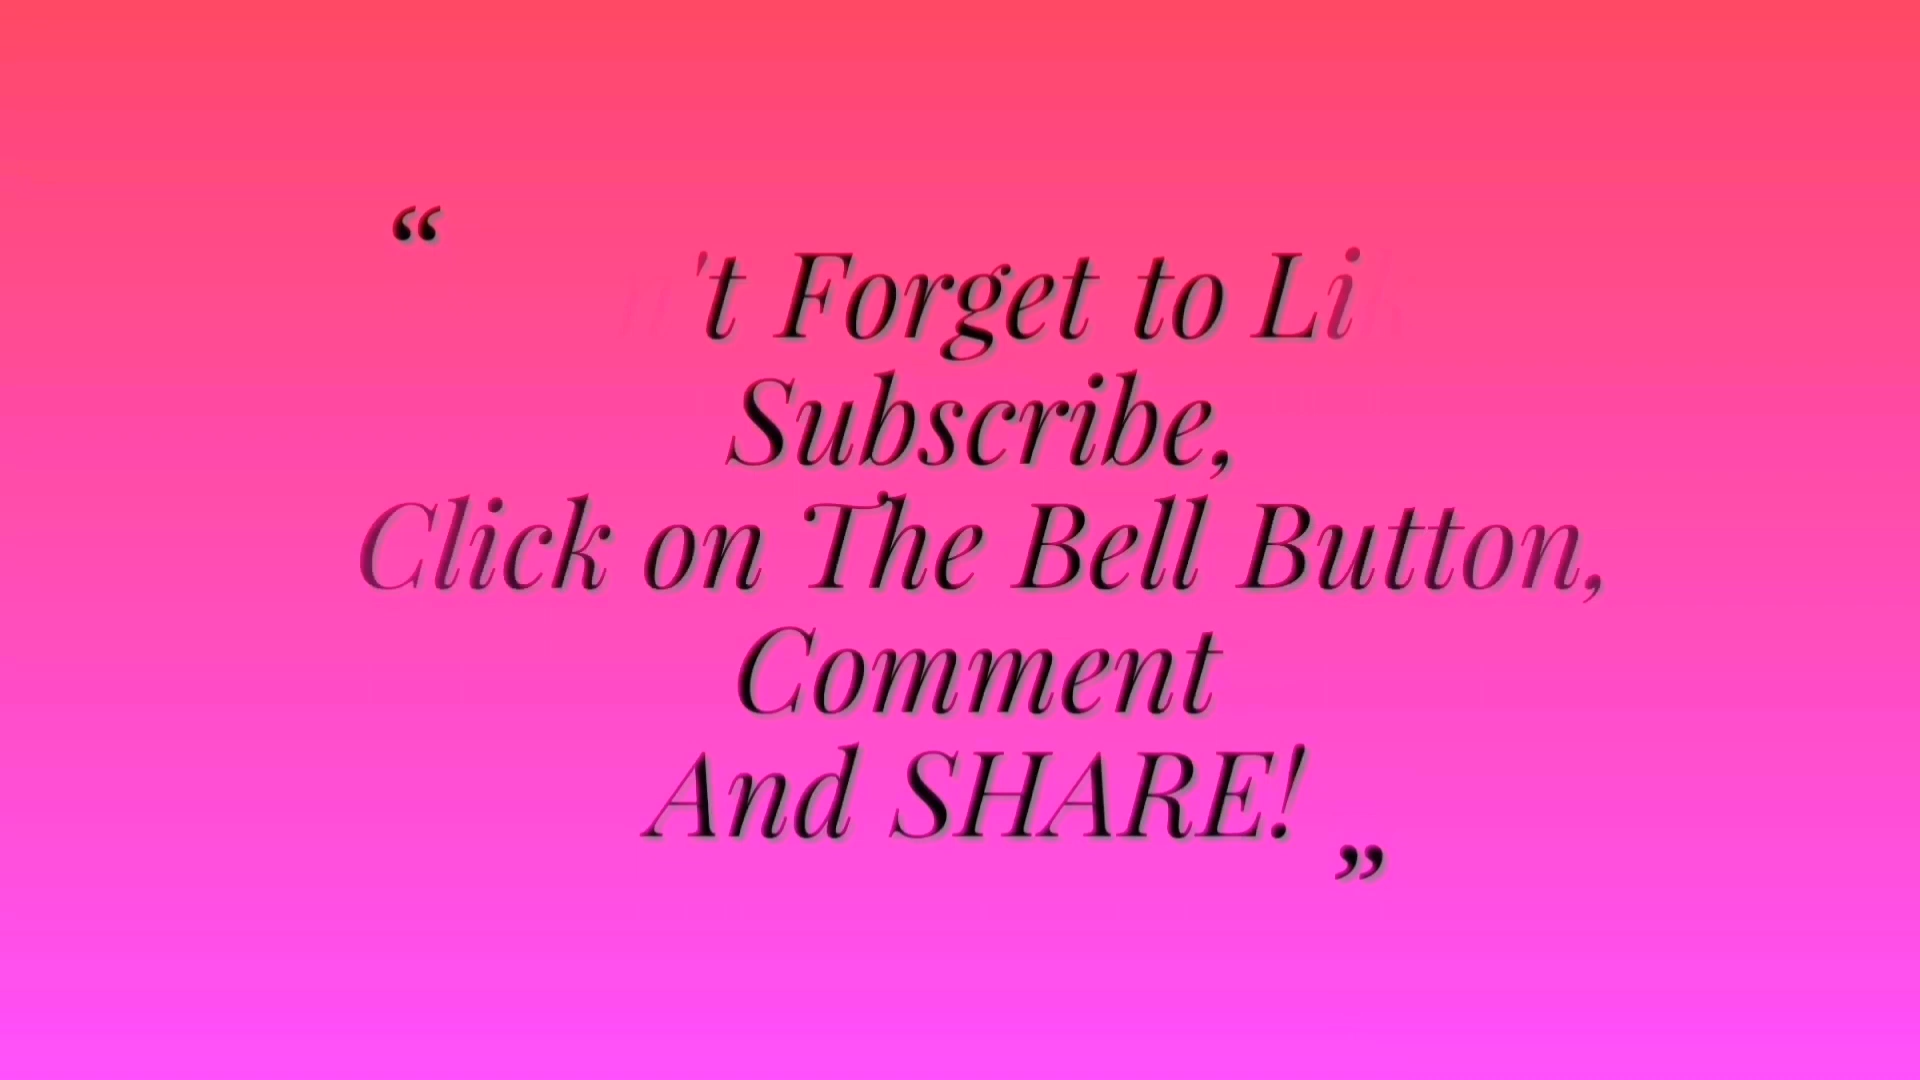 “
't Forget to Li
Subscribe,
Click on The Bell Button,
Comment
And SHARE!
”